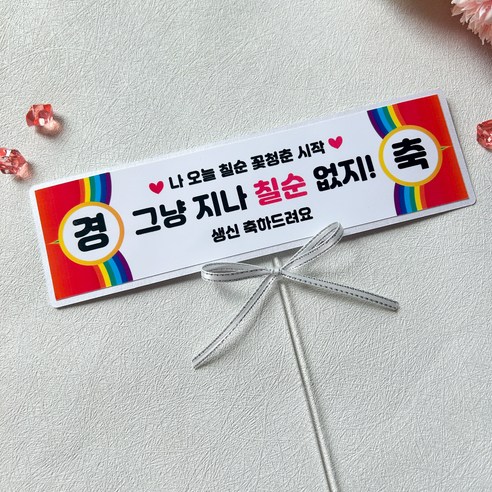 나 오늘 칠순 꽃청춘 시작
경 그냥 지나 칠순 없지! 축
생신 축하드려요